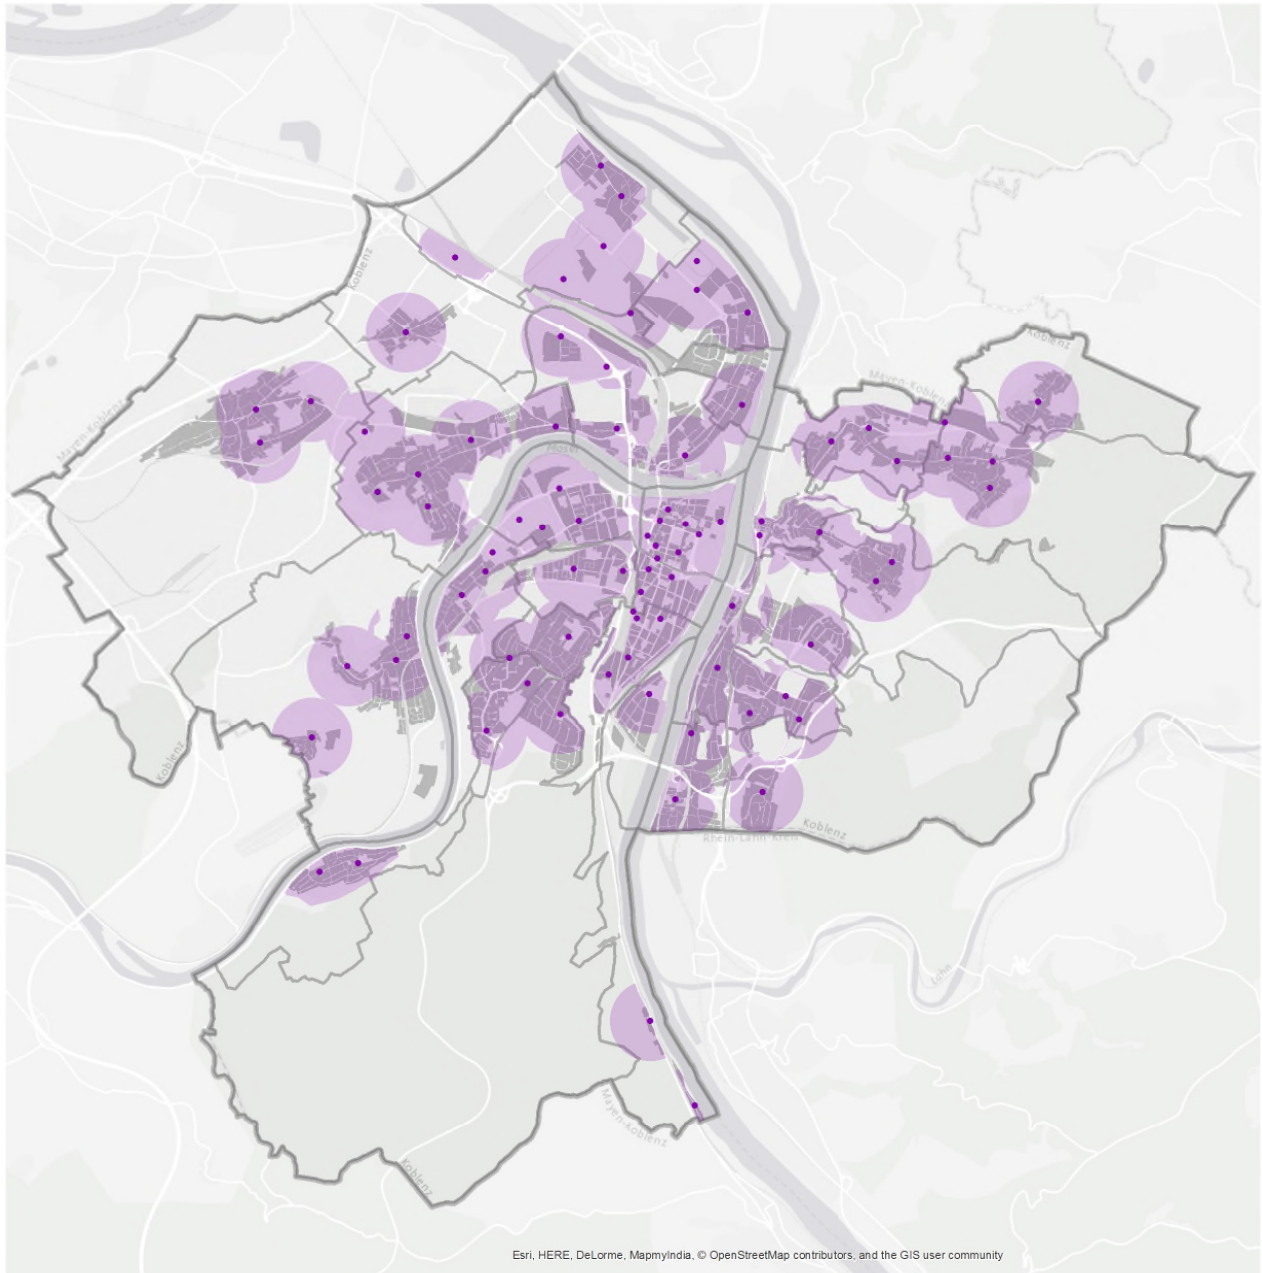 Koblenz
Koblenz
Mayen-Koblenz
Mayen-Koblenz
Mosel
Koblenz
Koblenz
Rhein-Lahn-Kreis
Lahn
Mayen-Koblenz
Koblenz
Esri, HERE, DeLorme, MapmyIndia, © OpenStreetMap contributors, and the GIS user community